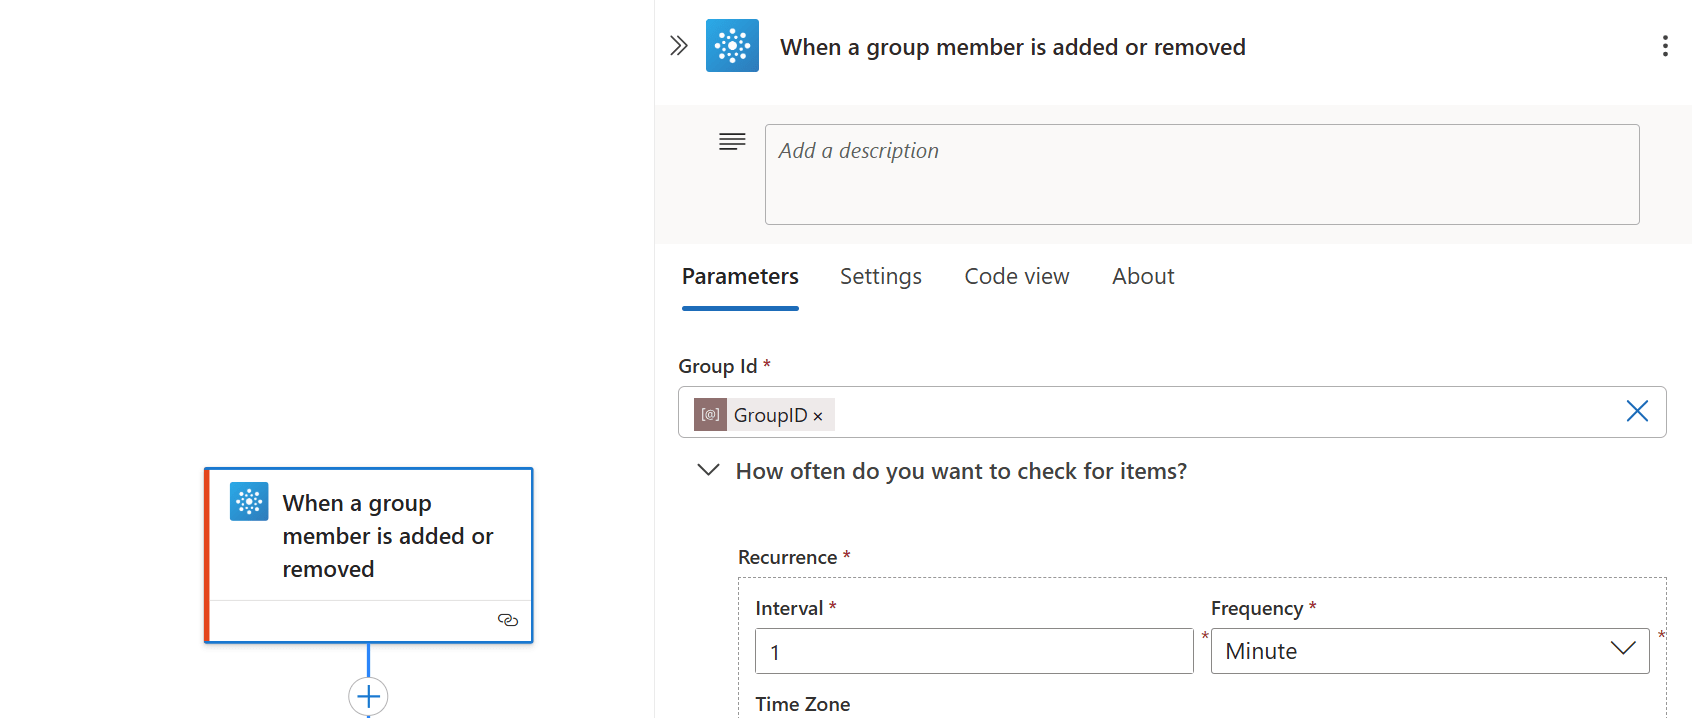 When a group member is added or removed
Add a description
Parameters Settings Code view About
Group Id *
[@] GroupID ×
How often do you want to check for items?
When a group
member is added or
removed
Recurrence *
Interval * Frequency *
1 * Minute *
Time Zone